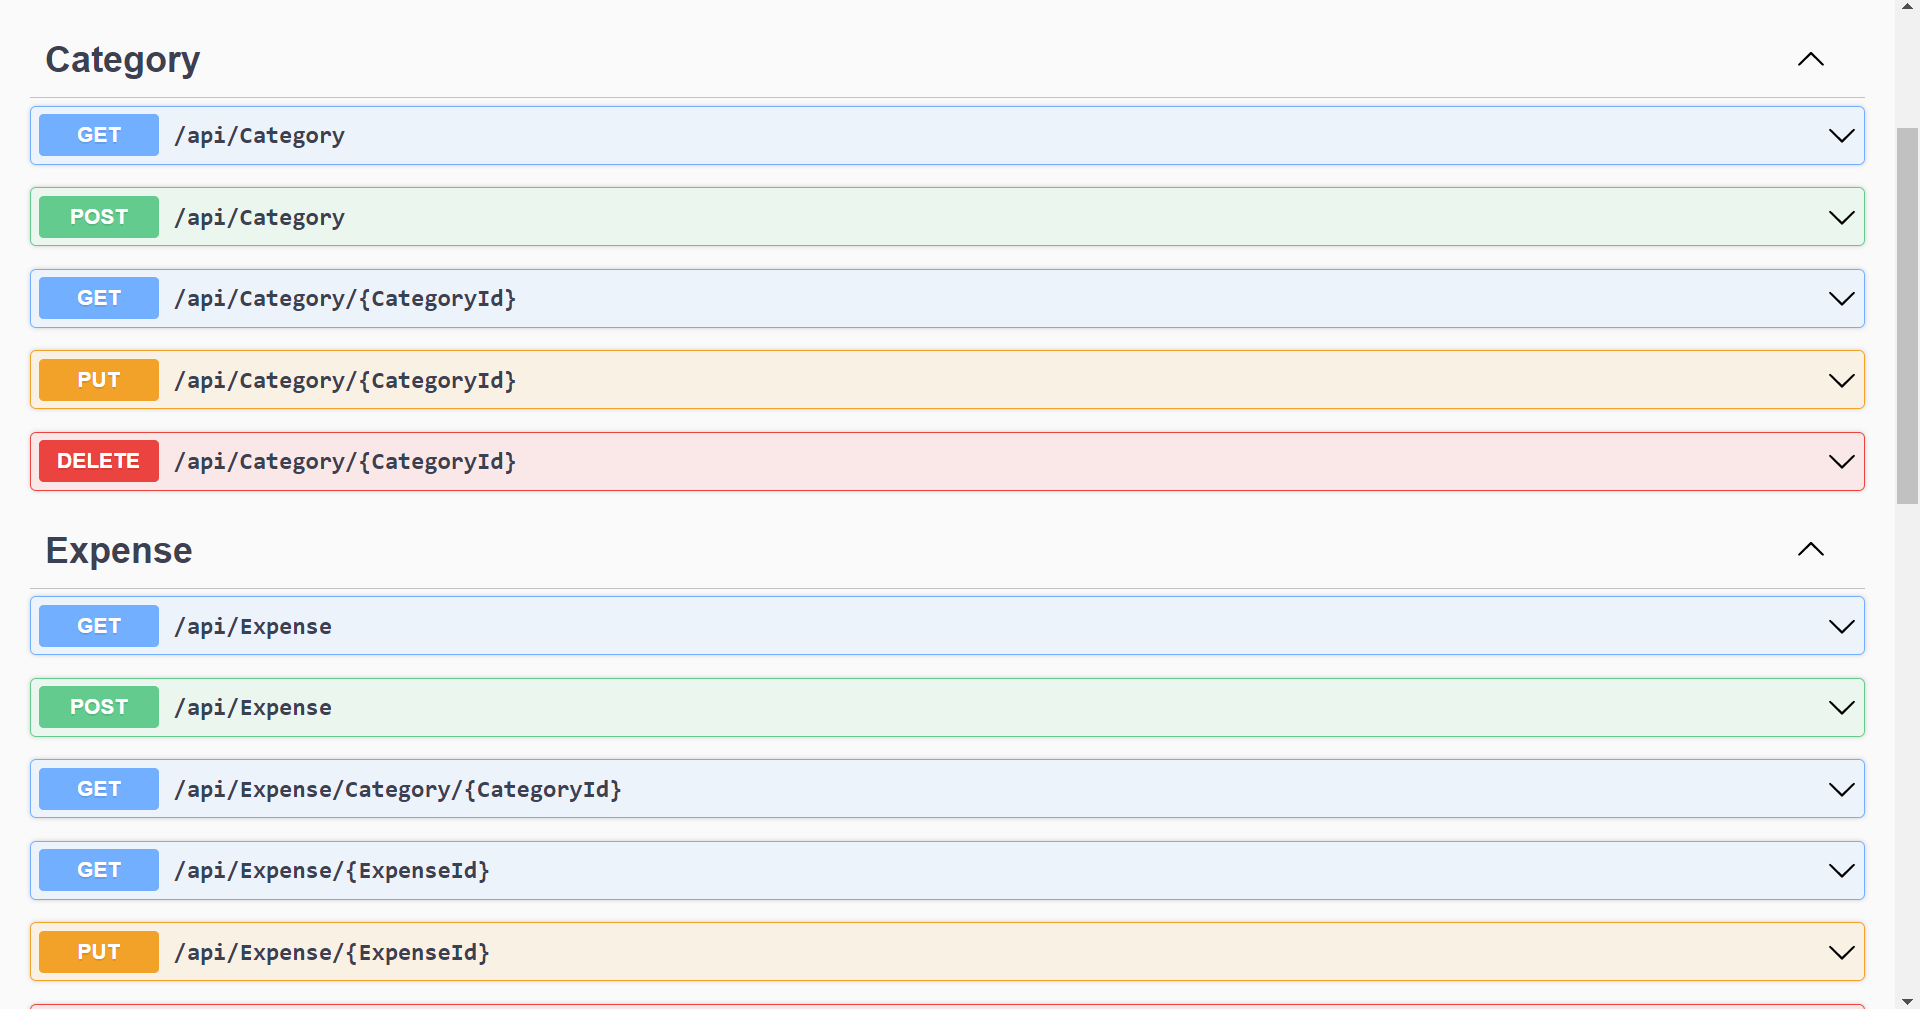 Category
GET /api/Category
POST /api/Category
GET /api/Category/{CategoryId}
PUT /api/Category/{CategoryId}
DELETE /api/Category/{CategoryId}
Expense
GET /api/Expense
POST /api/Expense
GET /api/Expense/Category/{CategoryId}
GET /api/Expense/{ExpenseId}
PUT /api/Expense/{ExpenseId}